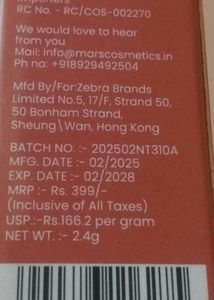 Importers
RC No. - RC/COS-002270
We would love to hear
from you
Mail: info@marscosmetics.in
Ph no: +918929492504
Mfd By/For:Zebra Brands
Limited No.5, 17/F, Strand 50,
50 Bonham Strand,
Sheung\Wan, Hong Kong
BATCH NO. :- 202502NT310A
MFG. DATE :- 02/2025
EXP. DATE :- 02/2028
MRP :- Rs. 399/-
(Inclusive of All Taxes)
USP.:-Rs.166.2 per gram
NET WT. :- 2.4g